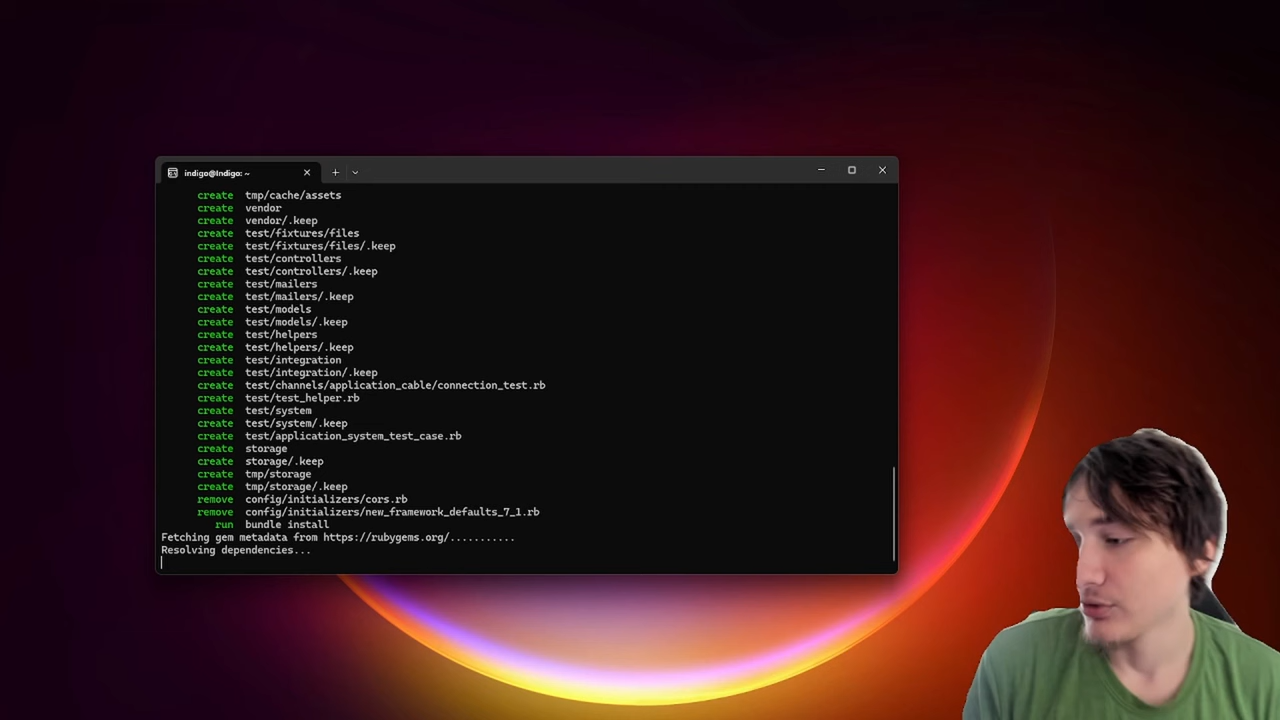 indigo@Indigo: ~
create tmp/cache/assets
create vendor
create vendor/.keep
create test/fixtures/files
create test/fixtures/files/.keep
create test/controllers
create test/controllers/.keep
create test/mailers
create test/mailers/.keep
create test/models
create test/models/.keep
create test/helpers
create test/helpers/.keep
create test/integration
create test/integration/.keep
create test/channels/application_cable/connection_test.rb
create test/test_helper.rb
create test/system
create test/system/.keep
create test/application_system_test_case.rb
create storage
create storage/.keep
create tmp/storage
create tmp/storage/.keep
remove config/initializers/cors.rb
remove config/initializers/new_framework_defaults_7_1.rb
run bundle install
Fetching gem metadata from https://rubygems.org/..........
Resolving dependencies...